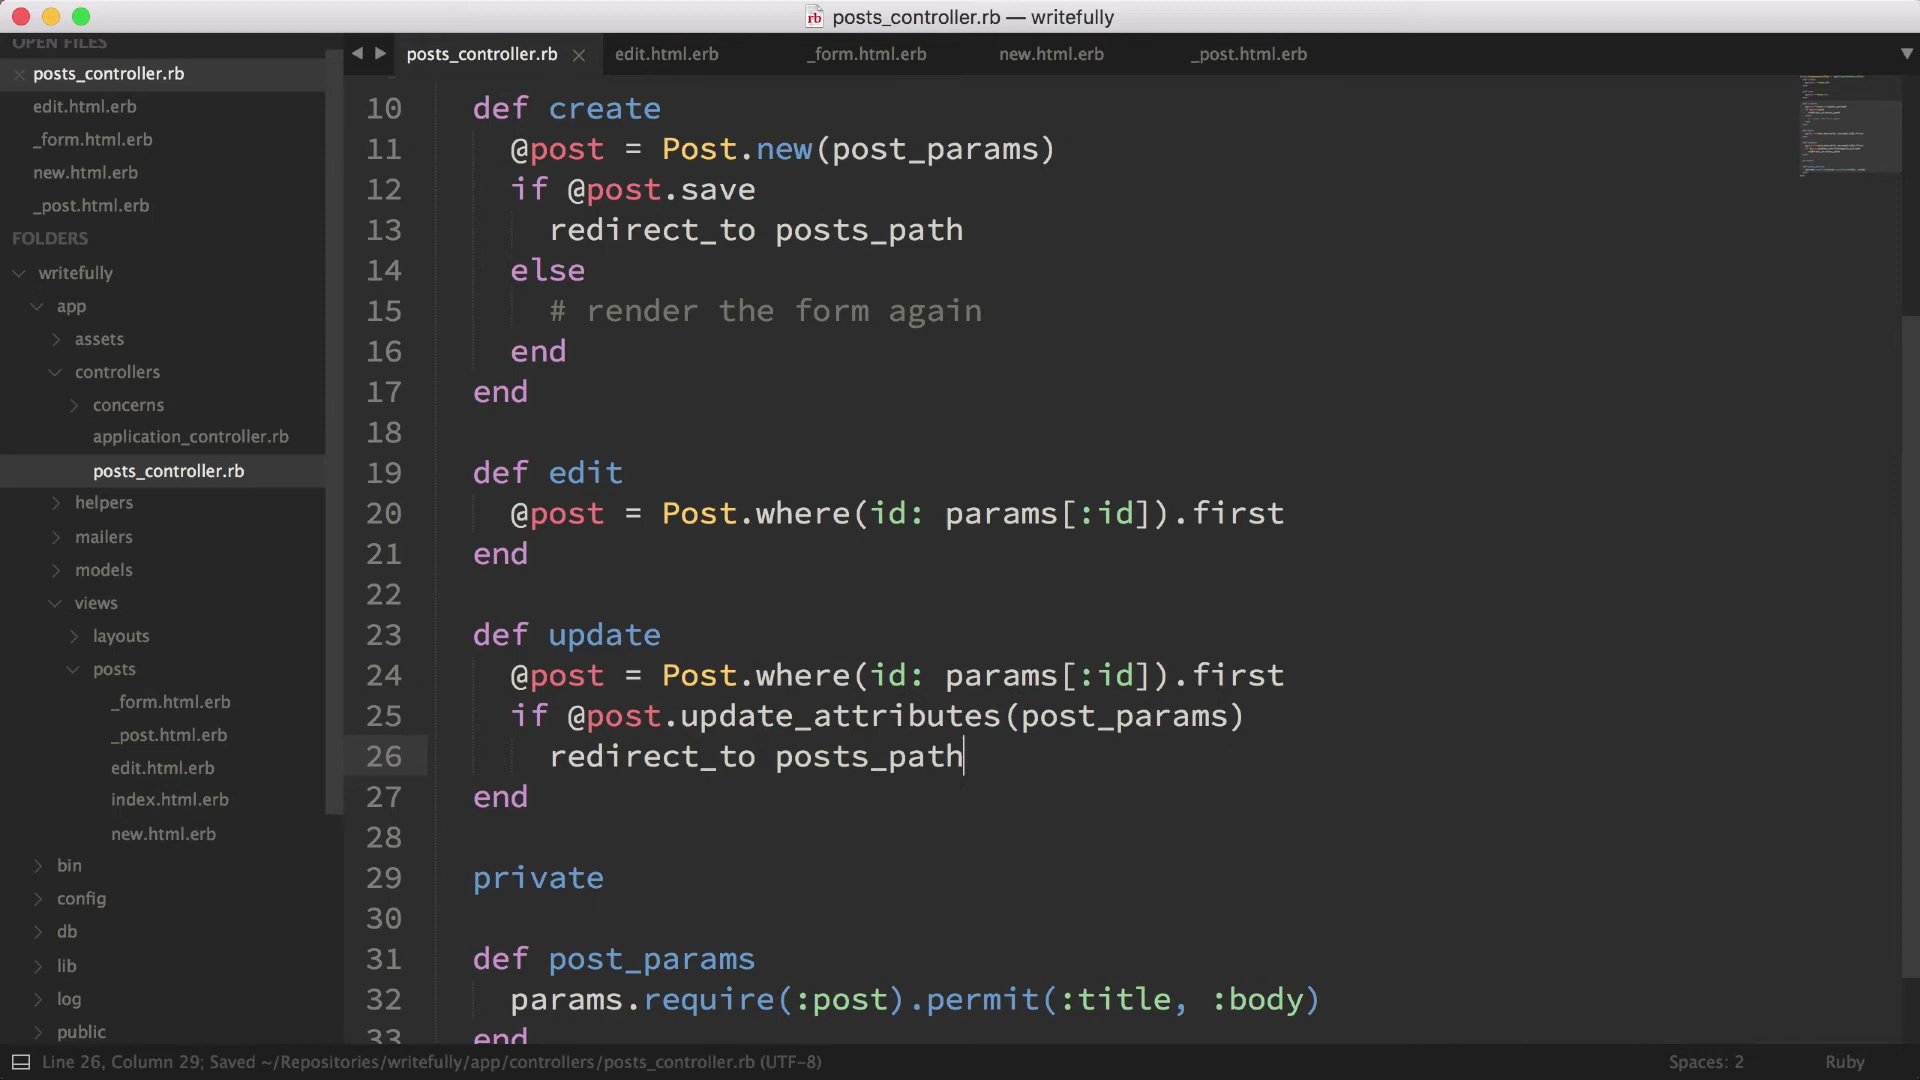 posts_controller.rb — writefully
OPEN FILES
posts_controller.rb
edit.html.erb
_form.html.erb
new.html.erb
_post.html.erb
FOLDERS
writefully
app
assets
controllers
concerns
application_controller.rb
posts_controller.rb
helpers
mailers
models
views
layouts
posts
_form.html.erb
_post.html.erb
edit.html.erb
index.html.erb
new.html.erb
bin
config
db
lib
log
public
posts_controller.rb edit.html.erb _form.html.erb new.html.erb _post.html.erb
10 def create
11 @post = Post.new(post_params)
12 if @post.save
13 redirect_to posts_path
14 else
15 # render the form again
16 end
17 end
18
19 def edit
20 @post = Post.where(id: params[:id]).first
21 end
22
23 def update
24 @post = Post.where(id: params[:id]).first
25 if @post.update_attributes(post_params)
26 redirect_to posts_path
27 end
28
29 private
30
31 def post_params
32 params.require(:post).permit(:title, :body)
33 end
Line 26, Column 29; Saved ~/Repositories/writefully/app/controllers/posts_controller.rb (UTF-8) Spaces: 2 Ruby